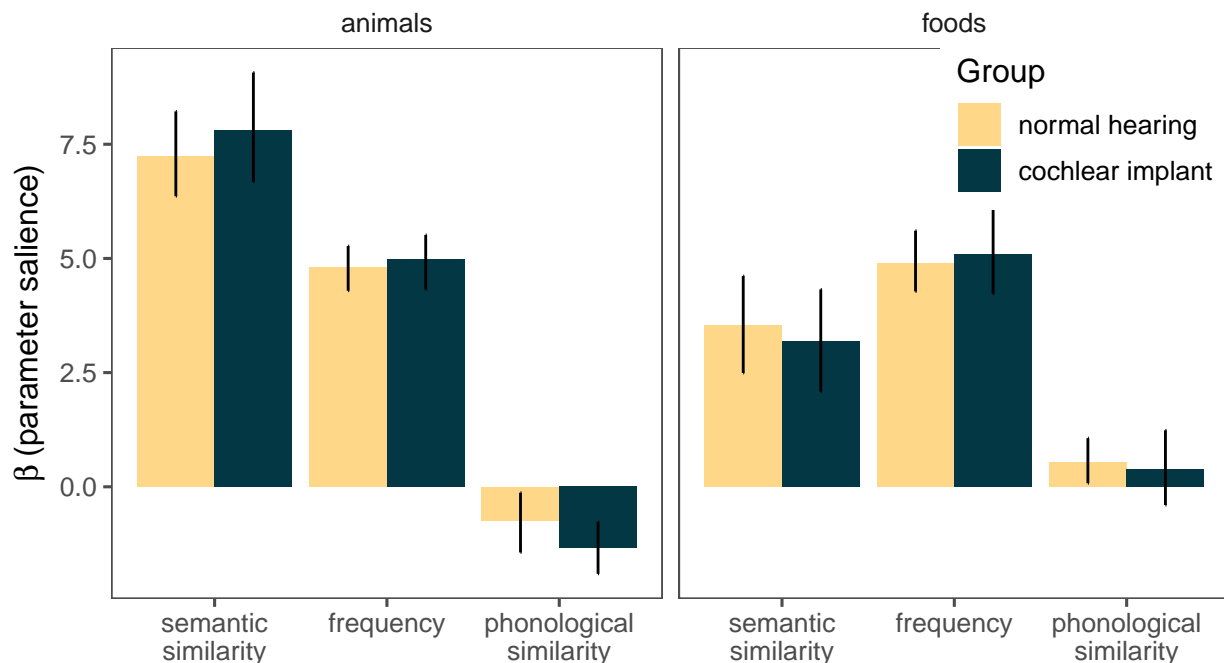 animals
foods
Group
normal hearing
cochlear implant
β (parameter salience)
7.5
5.0
2.5
0.0
semantic
similarity
frequency
phonological
similarity
semantic
similarity
frequency
phonological
similarity